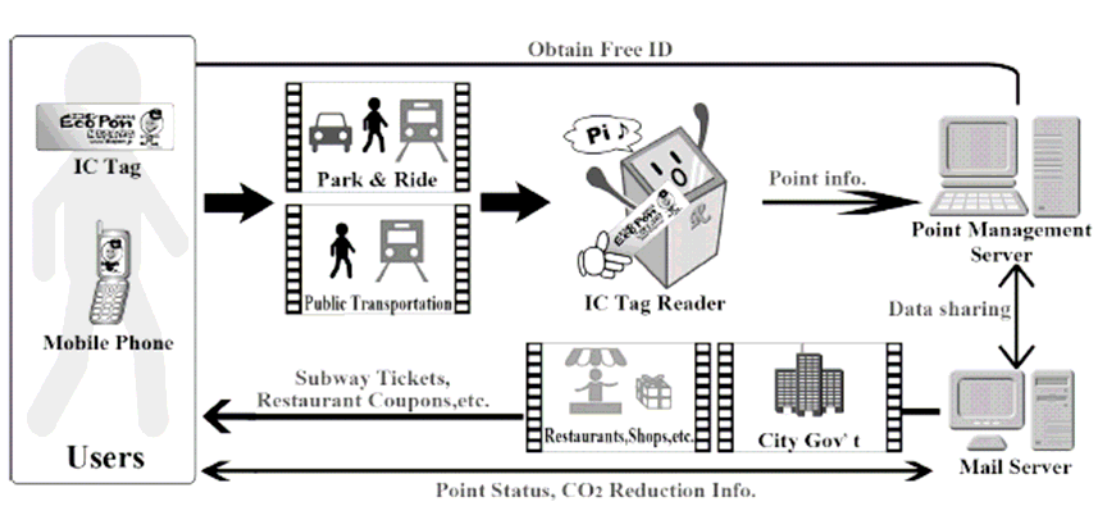 Obtain Free ID
Eco Pon
IC Tag
Mobile Phone
Users
Park & Ride
Public Transportation
Pi ♪
Eco Pon
IC Tag Reader
Point info.
Point Management
Server
Data sharing
Mail Server
City Gov't
Restaurants,Shops,etc.
Subway Tickets,
Restaurant Coupons,etc.
Point Status, CO2 Reduction Info.